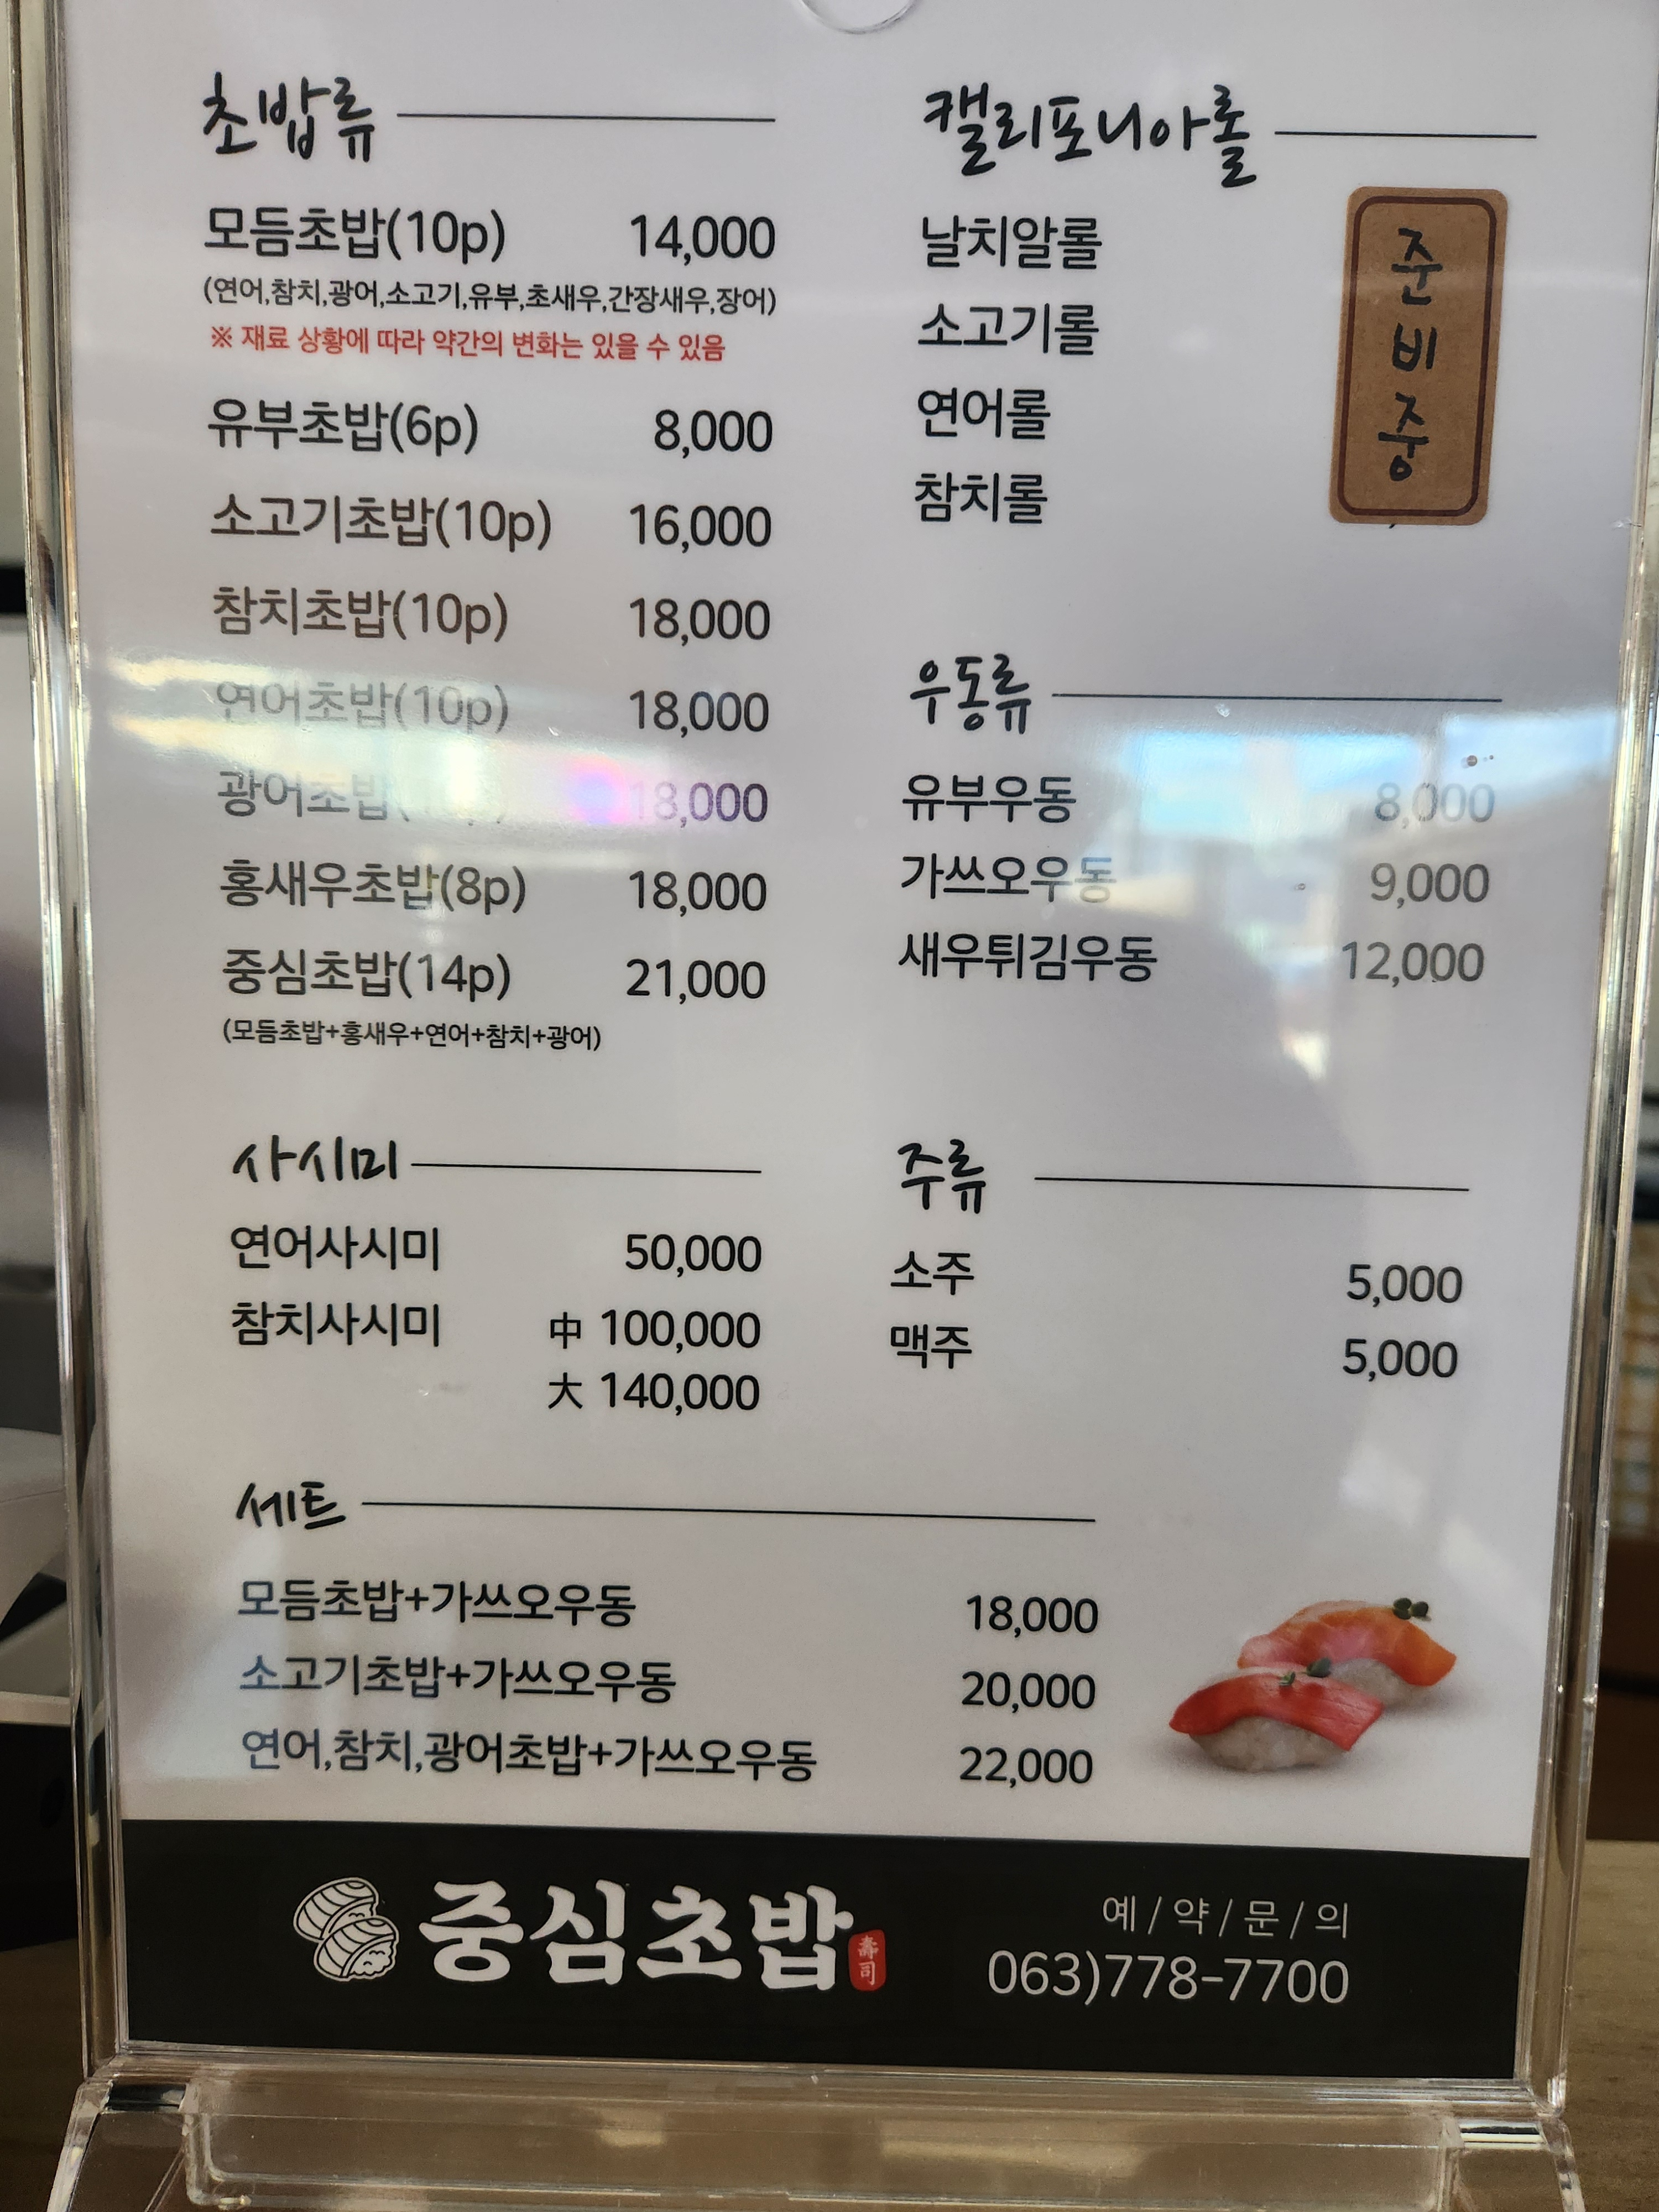 초밥류
모듬초밥(10p) 14,000
(연어,참치,광어,소고기,유부,초새우,간장새우,장어)
※ 재료 상황에 따라 약간의 변화는 있을 수 있음
유부초밥(6p) 8,000
소고기초밥(10p) 16,000
참치초밥(10p) 18,000
연어초밥(10p) 18,000
광어초밥 18,000
홍새우초밥(8p) 18,000
중심초밥(14p) 21,000
(모듬초밥+홍새우+연어+참치+광어)
사시미
연어사시미 50,000
참치사시미 中 100,000
大 140,000
캘리포니아롤
날치알롤
소고기롤
연어롤
참치롤
준
비
중
우동류
유부우동 8,000
가쓰오우동 9,000
새우튀김우동 12,000
주류
소주 5,000
맥주 5,000
세트
모듬초밥+가쓰오우동 18,000
소고기초밥+가쓰오우동 20,000
연어,참치,광어초밥+가쓰오우동 22,000
중심초밥
壽司
예/약/문/의
063)778-7700